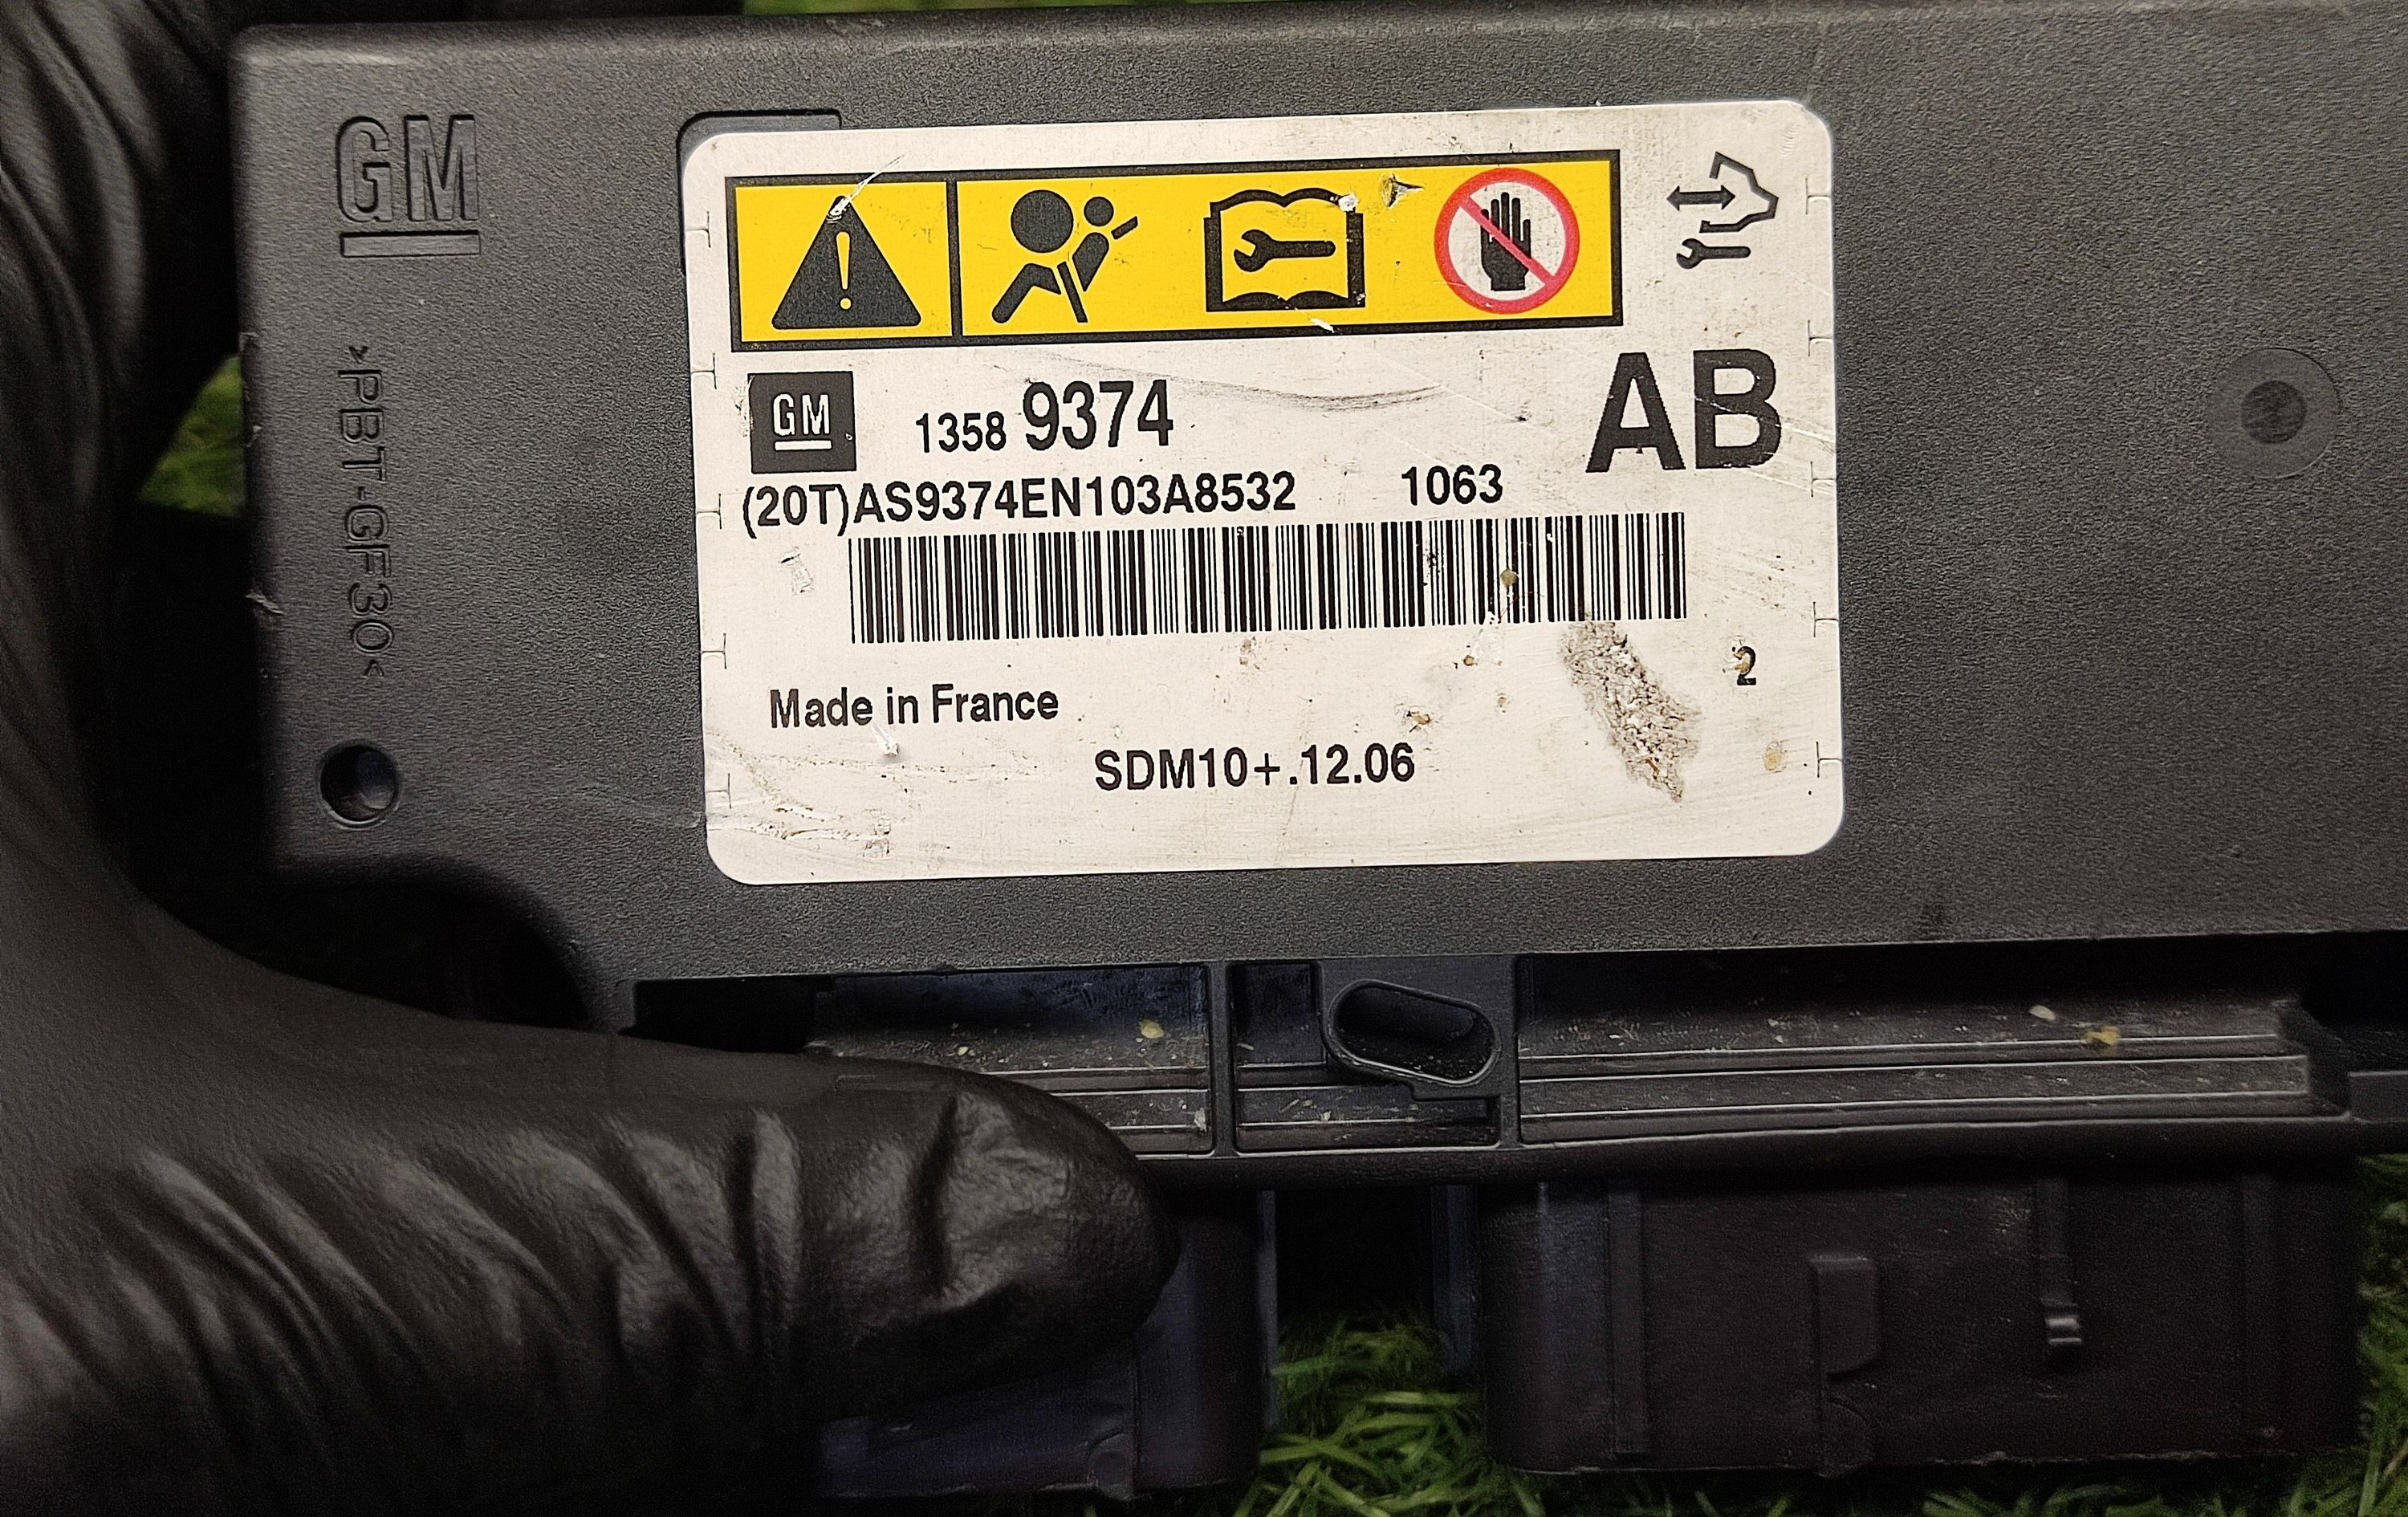 GM
>PBT-GF30<
GM 1358 9374 AB
(20T)AS9374EN103A8532 1063
2
Made in France
SDM10+.12.06